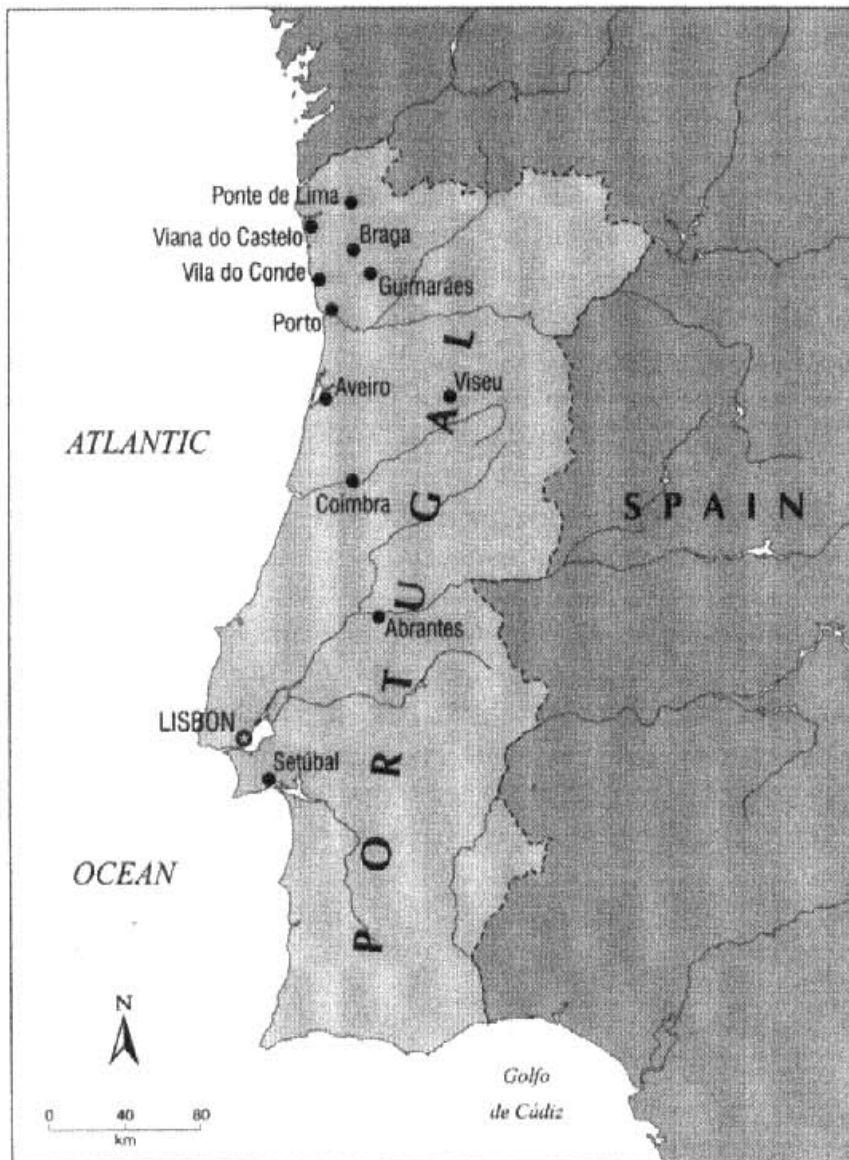 Ponte de Lima
Viana do Castelo
Braga
Vila do Conde
Guimarães
Porto
Aveiro
Viseu
ATLANTIC
SPAIN
Coimbra
Abrantes
PORTUGAL
LISBON
Setúbal
OCEAN
N
Golfo
de Cádiz
0 40 80
km